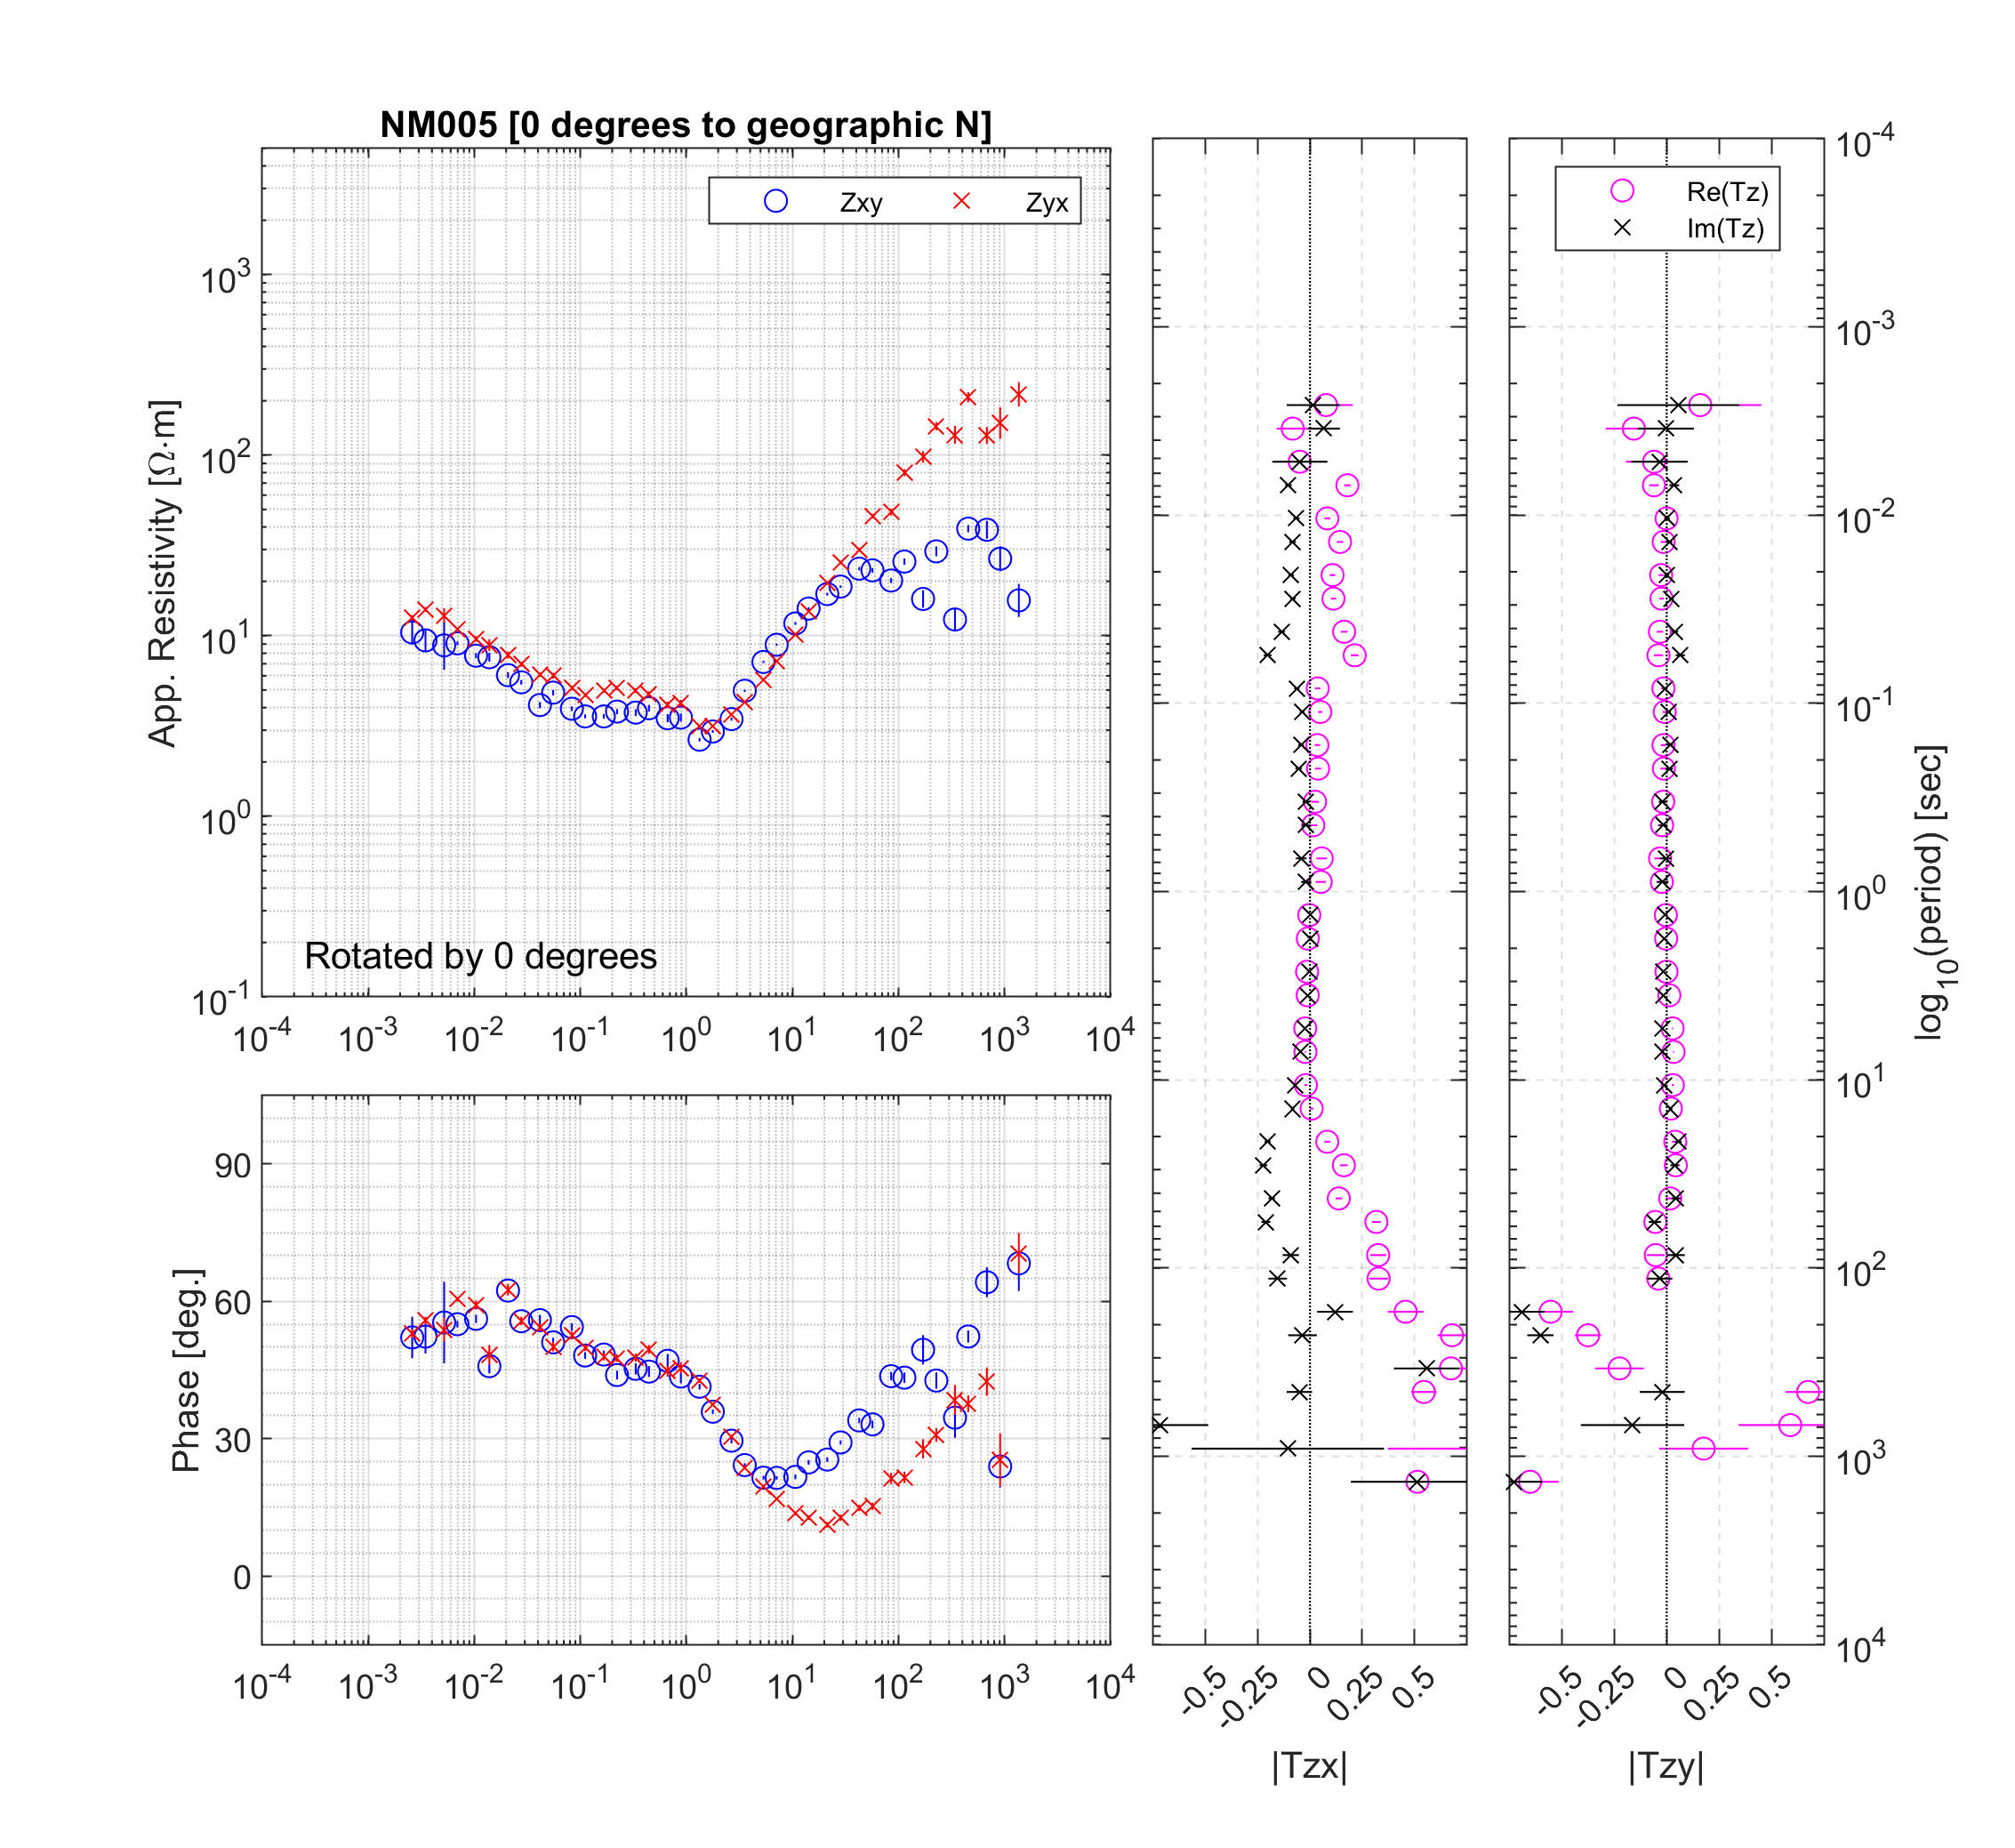 NM005 [0 degrees to geographic N]
Zxy Zyx
App. Resistivity [Ω·m]
10^3
10^2
10^1
10^0
10^-1
Rotated by 0 degrees
10^-4 10^-3 10^-2 10^-1 10^0 10^1 10^2 10^3 10^4
Phase [deg.]
90
60
30
0
10^-4 10^-3 10^-2 10^-1 10^0 10^1 10^2 10^3 10^4
-0.5 -0.25 0 0.25 0.5
|Tzx|
Re(Tz)
Im(Tz)
10^-4
10^-3
10^-2
10^-1
10^0
10^1
10^2
10^3
10^4
log10(period) [sec]
-0.5 -0.25 0 0.25 0.5
|Tzy|